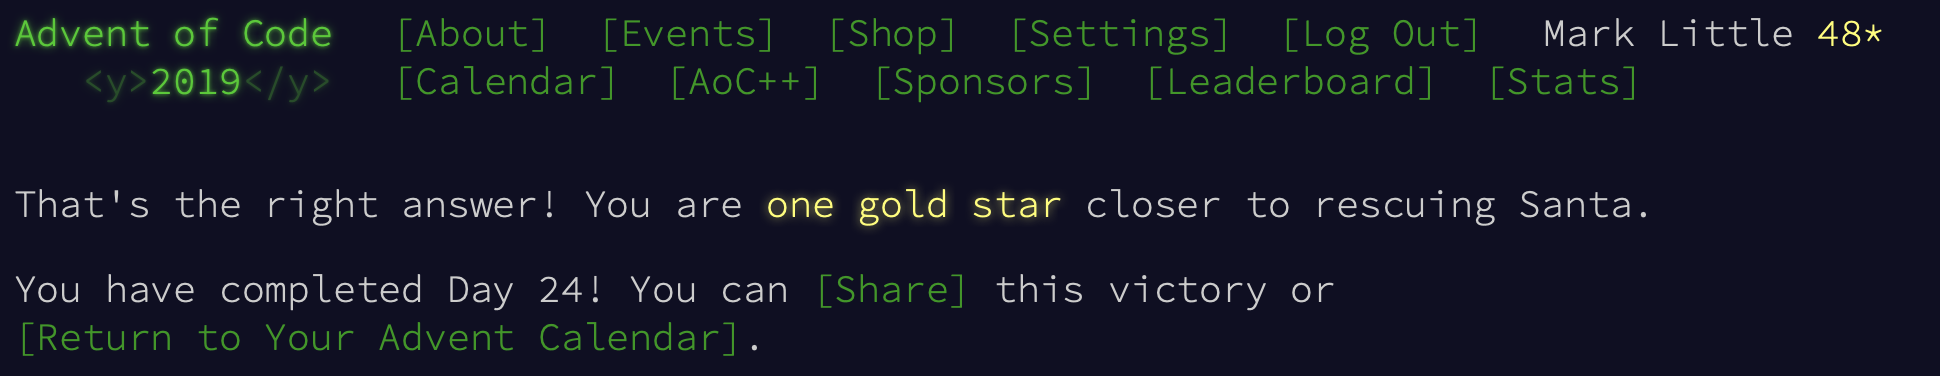 Advent of Code [About] [Events] [Shop] [Settings] [Log Out] Mark Little 48*
<y>2019</y> [Calendar] [AoC++] [Sponsors] [Leaderboard] [Stats]
That's the right answer! You are one gold star closer to rescuing Santa.
You have completed Day 24! You can [Share] this victory or
[Return to Your Advent Calendar].